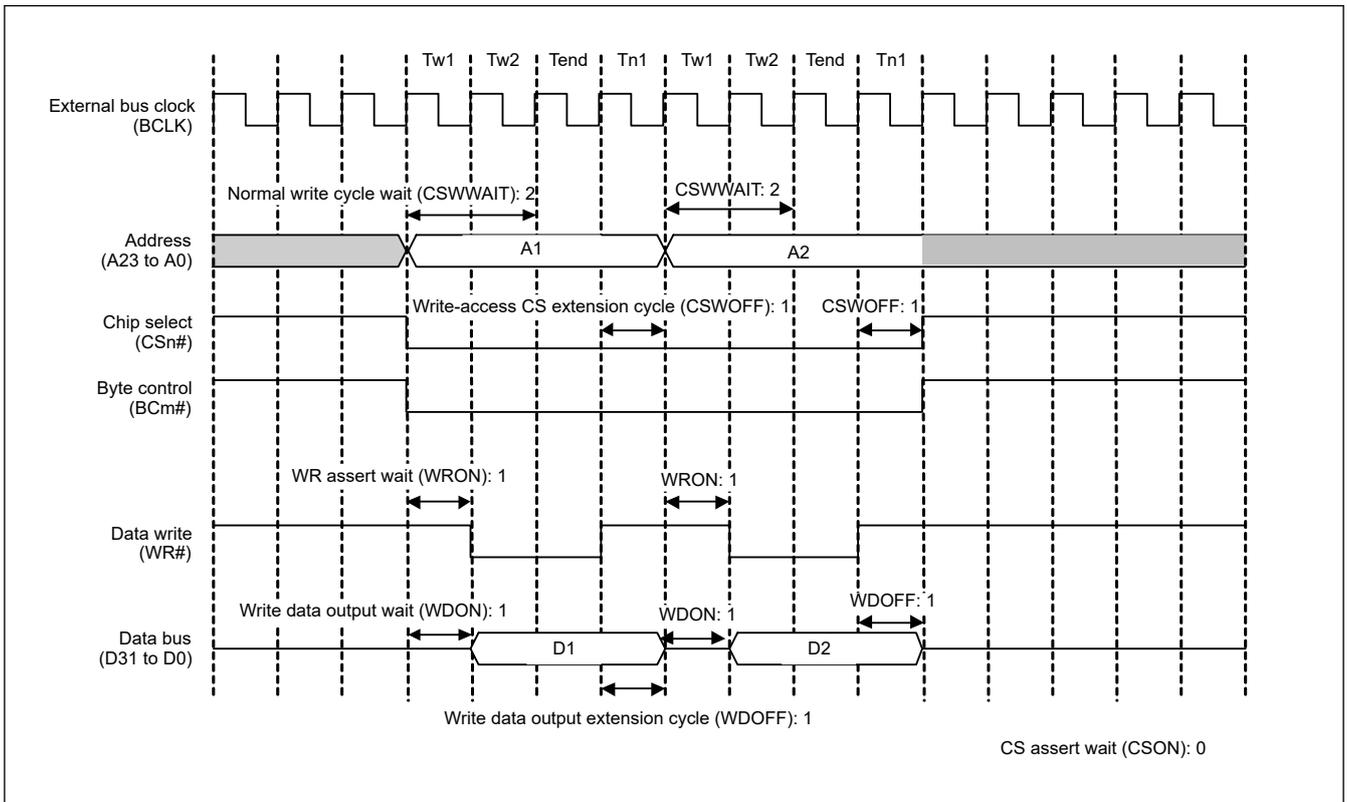 Tw1 Tw2 Tend Tn1 Tw1 Tw2 Tend Tn1
External bus clock
(BCLK)
Normal write cycle wait (CSWWAIT): 2
CSWWAIT: 2
Address
(A23 to A0)
A1
A2
Write-access CS extension cycle (CSWOFF): 1
CSWOFF: 1
Chip select
(CSn#)
Byte control
(BCm#)
WR assert wait (WRON): 1
WRON: 1
Data write
(WR#)
Write data output wait (WDON): 1
WDON: 1
WDOFF: 1
Data bus
(D31 to D0)
D1
D2
Write data output extension cycle (WDOFF): 1
CS assert wait (CSON): 0